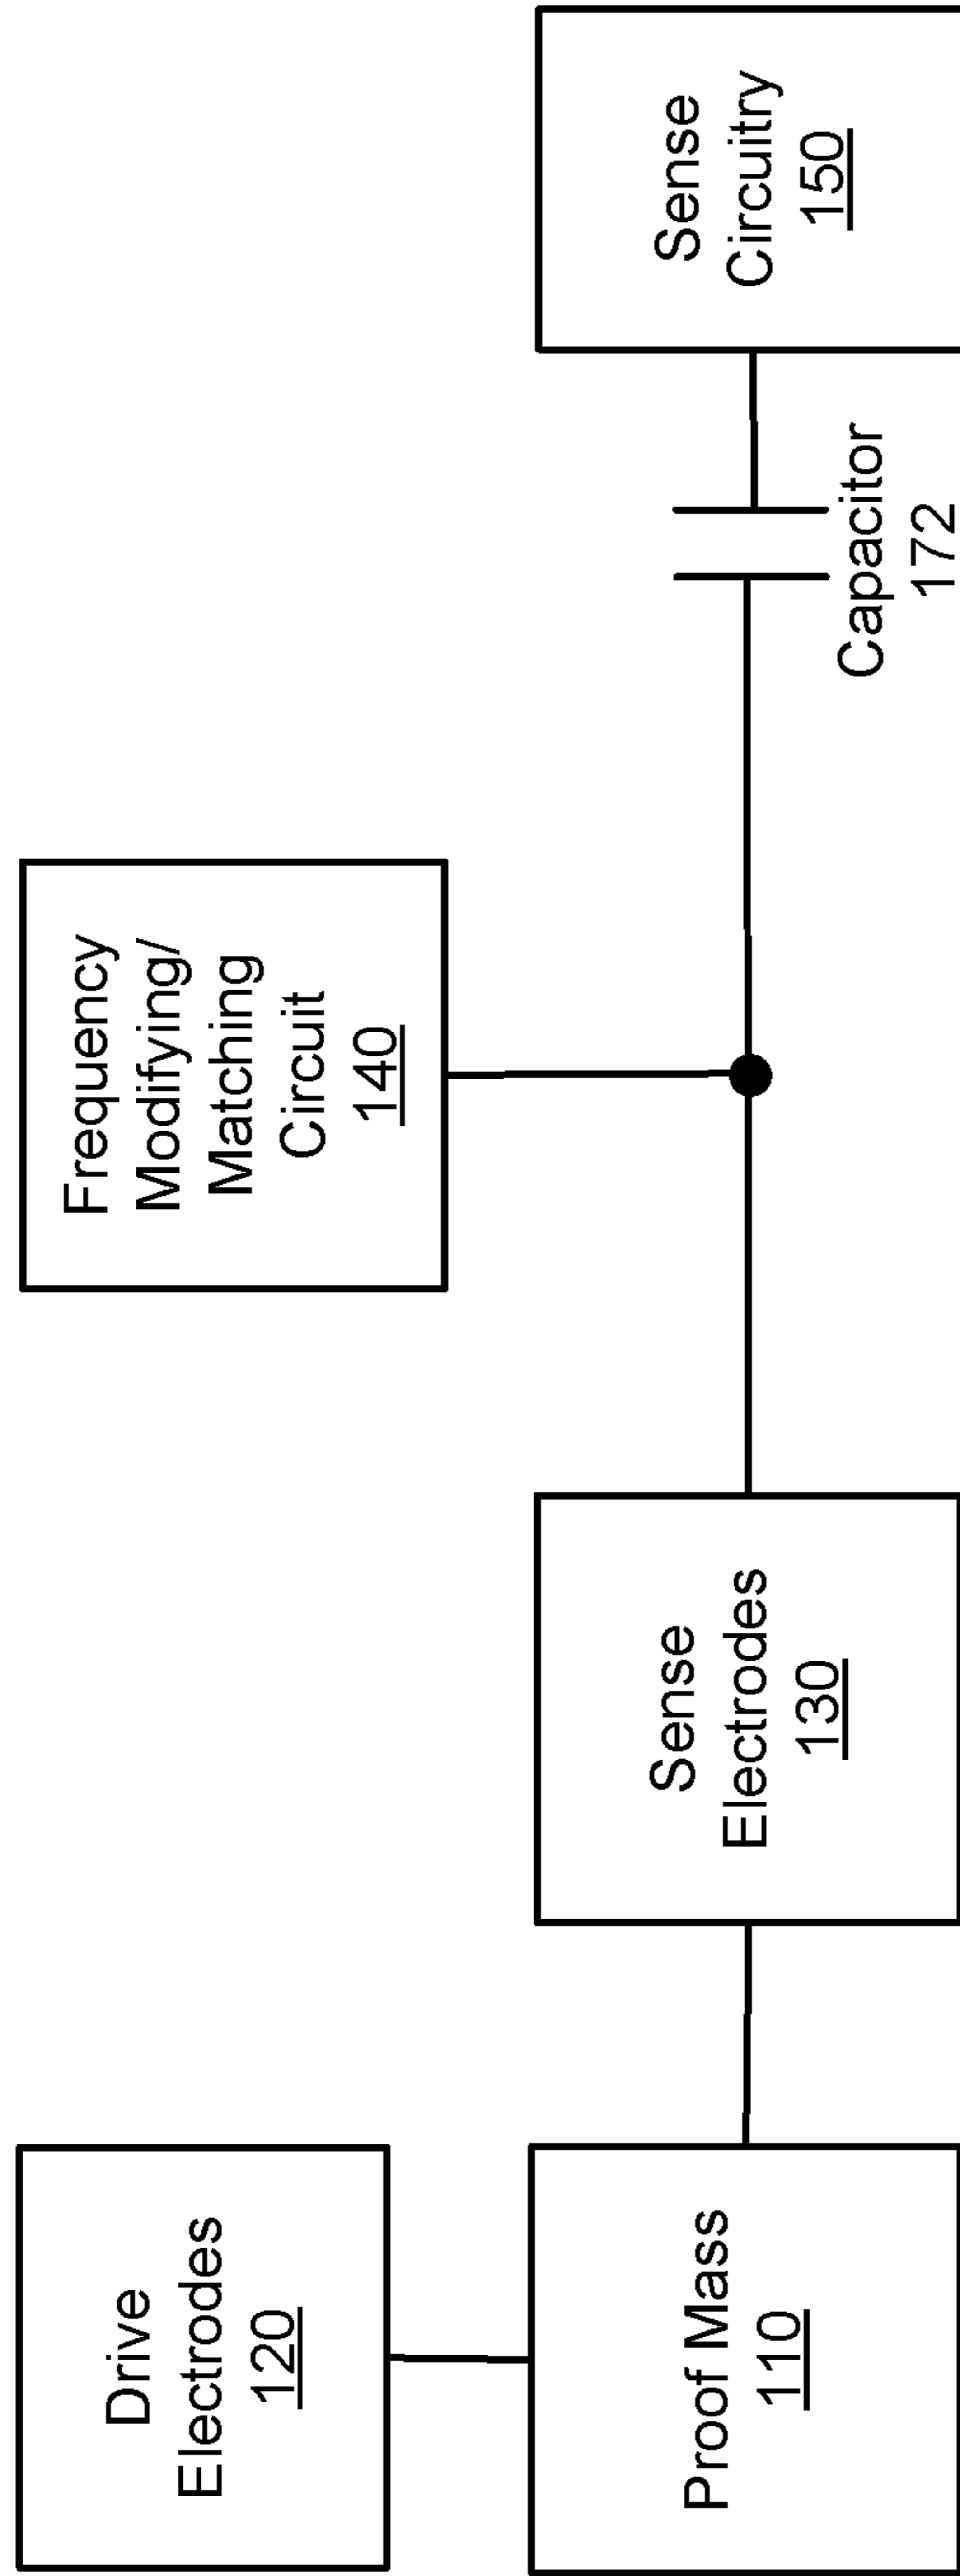 Drive
Electrodes
120
Proof Mass
110
Sense
Electrodes
130
Frequency
Modifying/
Matching
Circuit
140
Capacitor
172
Sense
Circuitry
150